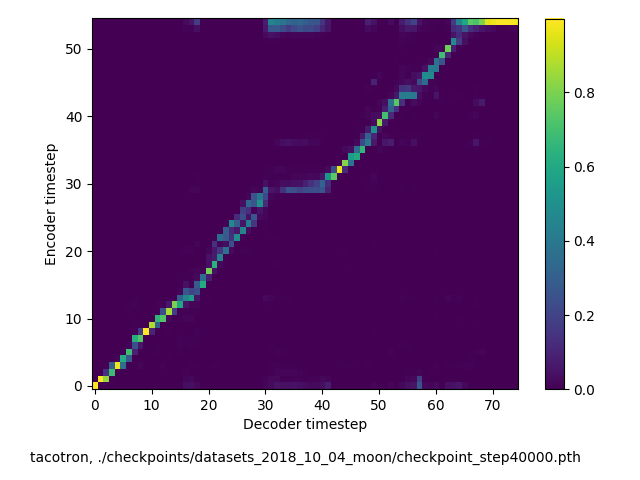 50
40
30
20
10
0
Encoder timestep
0 10 20 30 40 50 60 70
Decoder timestep
0.8
0.6
0.4
0.2
0.0
tacotron, ./checkpoints/datasets_2018_10_04_moon/checkpoint_step40000.pth